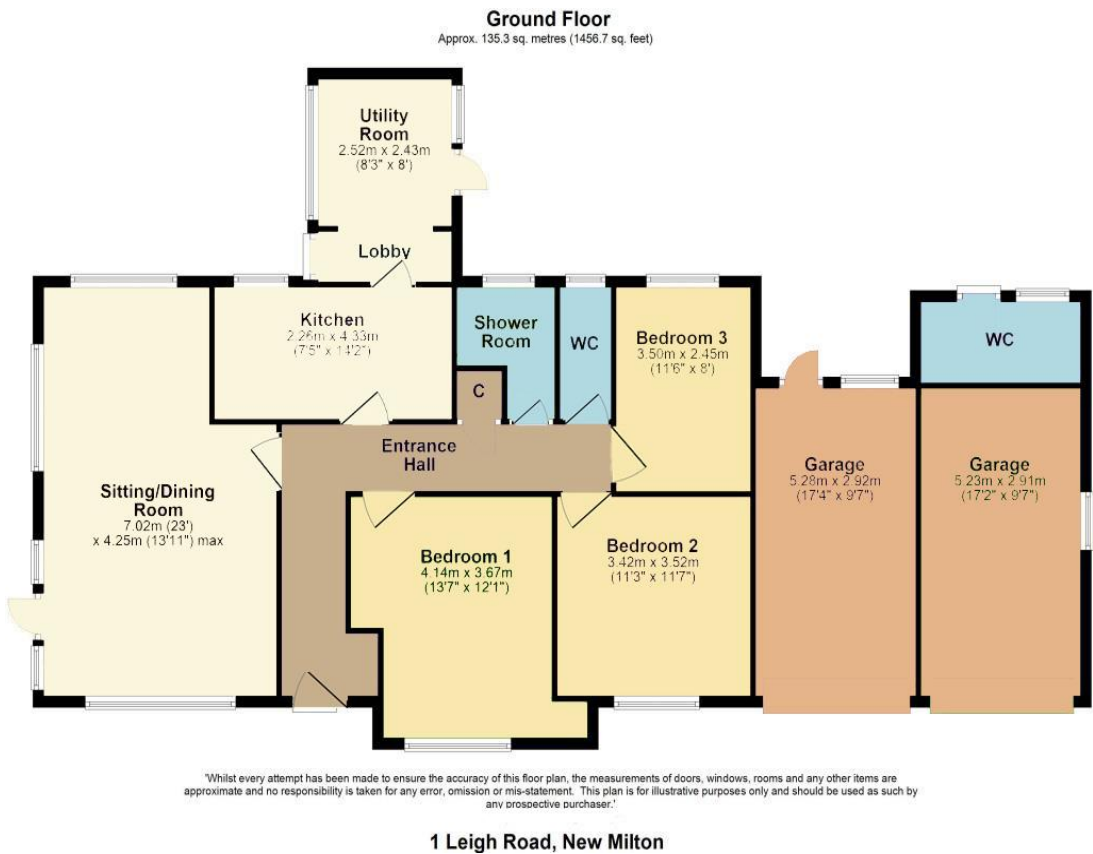 Ground Floor
Approx. 135.3 sq. metres (1456.7 sq. feet)
Utility
Room
2.52m x 2.43m
(8'3" x 8')
Lobby
Kitchen
2.26m x 4.33m
(7'5" x 14'2")
Shower
Room
WC
Bedroom 3
3.50m x 2.45m
(11'6" x 8')
WC
C
Entrance
Hall
Sitting/Dining
Room
7.02m (23')
x 4.25m (13'11") max
Bedroom 1
4.14m x 3.67m
(13'7" x 12'1")
Bedroom 2
3.42m x 3.52m
(11'3" x 11'7")
Garage
5.28m x 2.92m
(17'4" x 9'7")
Garage
5.23m x 2.91m
(17'2" x 9'7")
'Whilst every attempt has been made to ensure the accuracy of this floor plan, the measurements of doors, windows, rooms and any other items are
approximate and no responsibility is taken for any error, omission or mis-statement. This plan is for illustrative purposes only and should be used as such by
any prospective purchaser.'
1 Leigh Road, New Milton